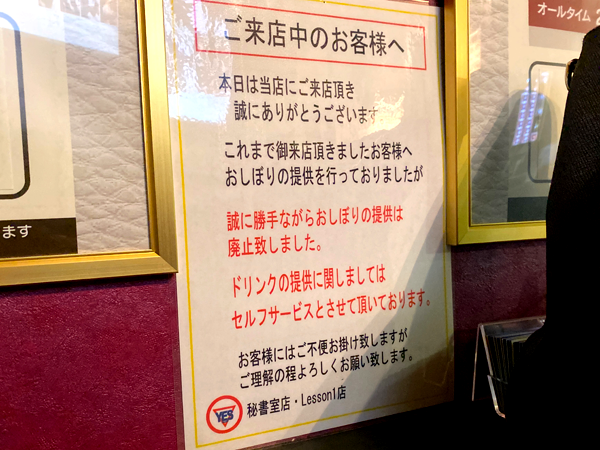 ご来店中のお客様へ
本日は当店にご来店頂き
誠にありがとうございます
これまで御来店頂きましたお客様へ
おしぼりの提供を行っておりましたが
誠に勝手ながらおしぼりの提供は
廃止致しました。
ドリンクの提供に関しましては
セルフサービスとさせて頂いております。
お客様にはご不便お掛け致しますが
ご理解の程よろしくお願い致します。
YES
秘書室店・Lesson1店
ます
オールタイム 2